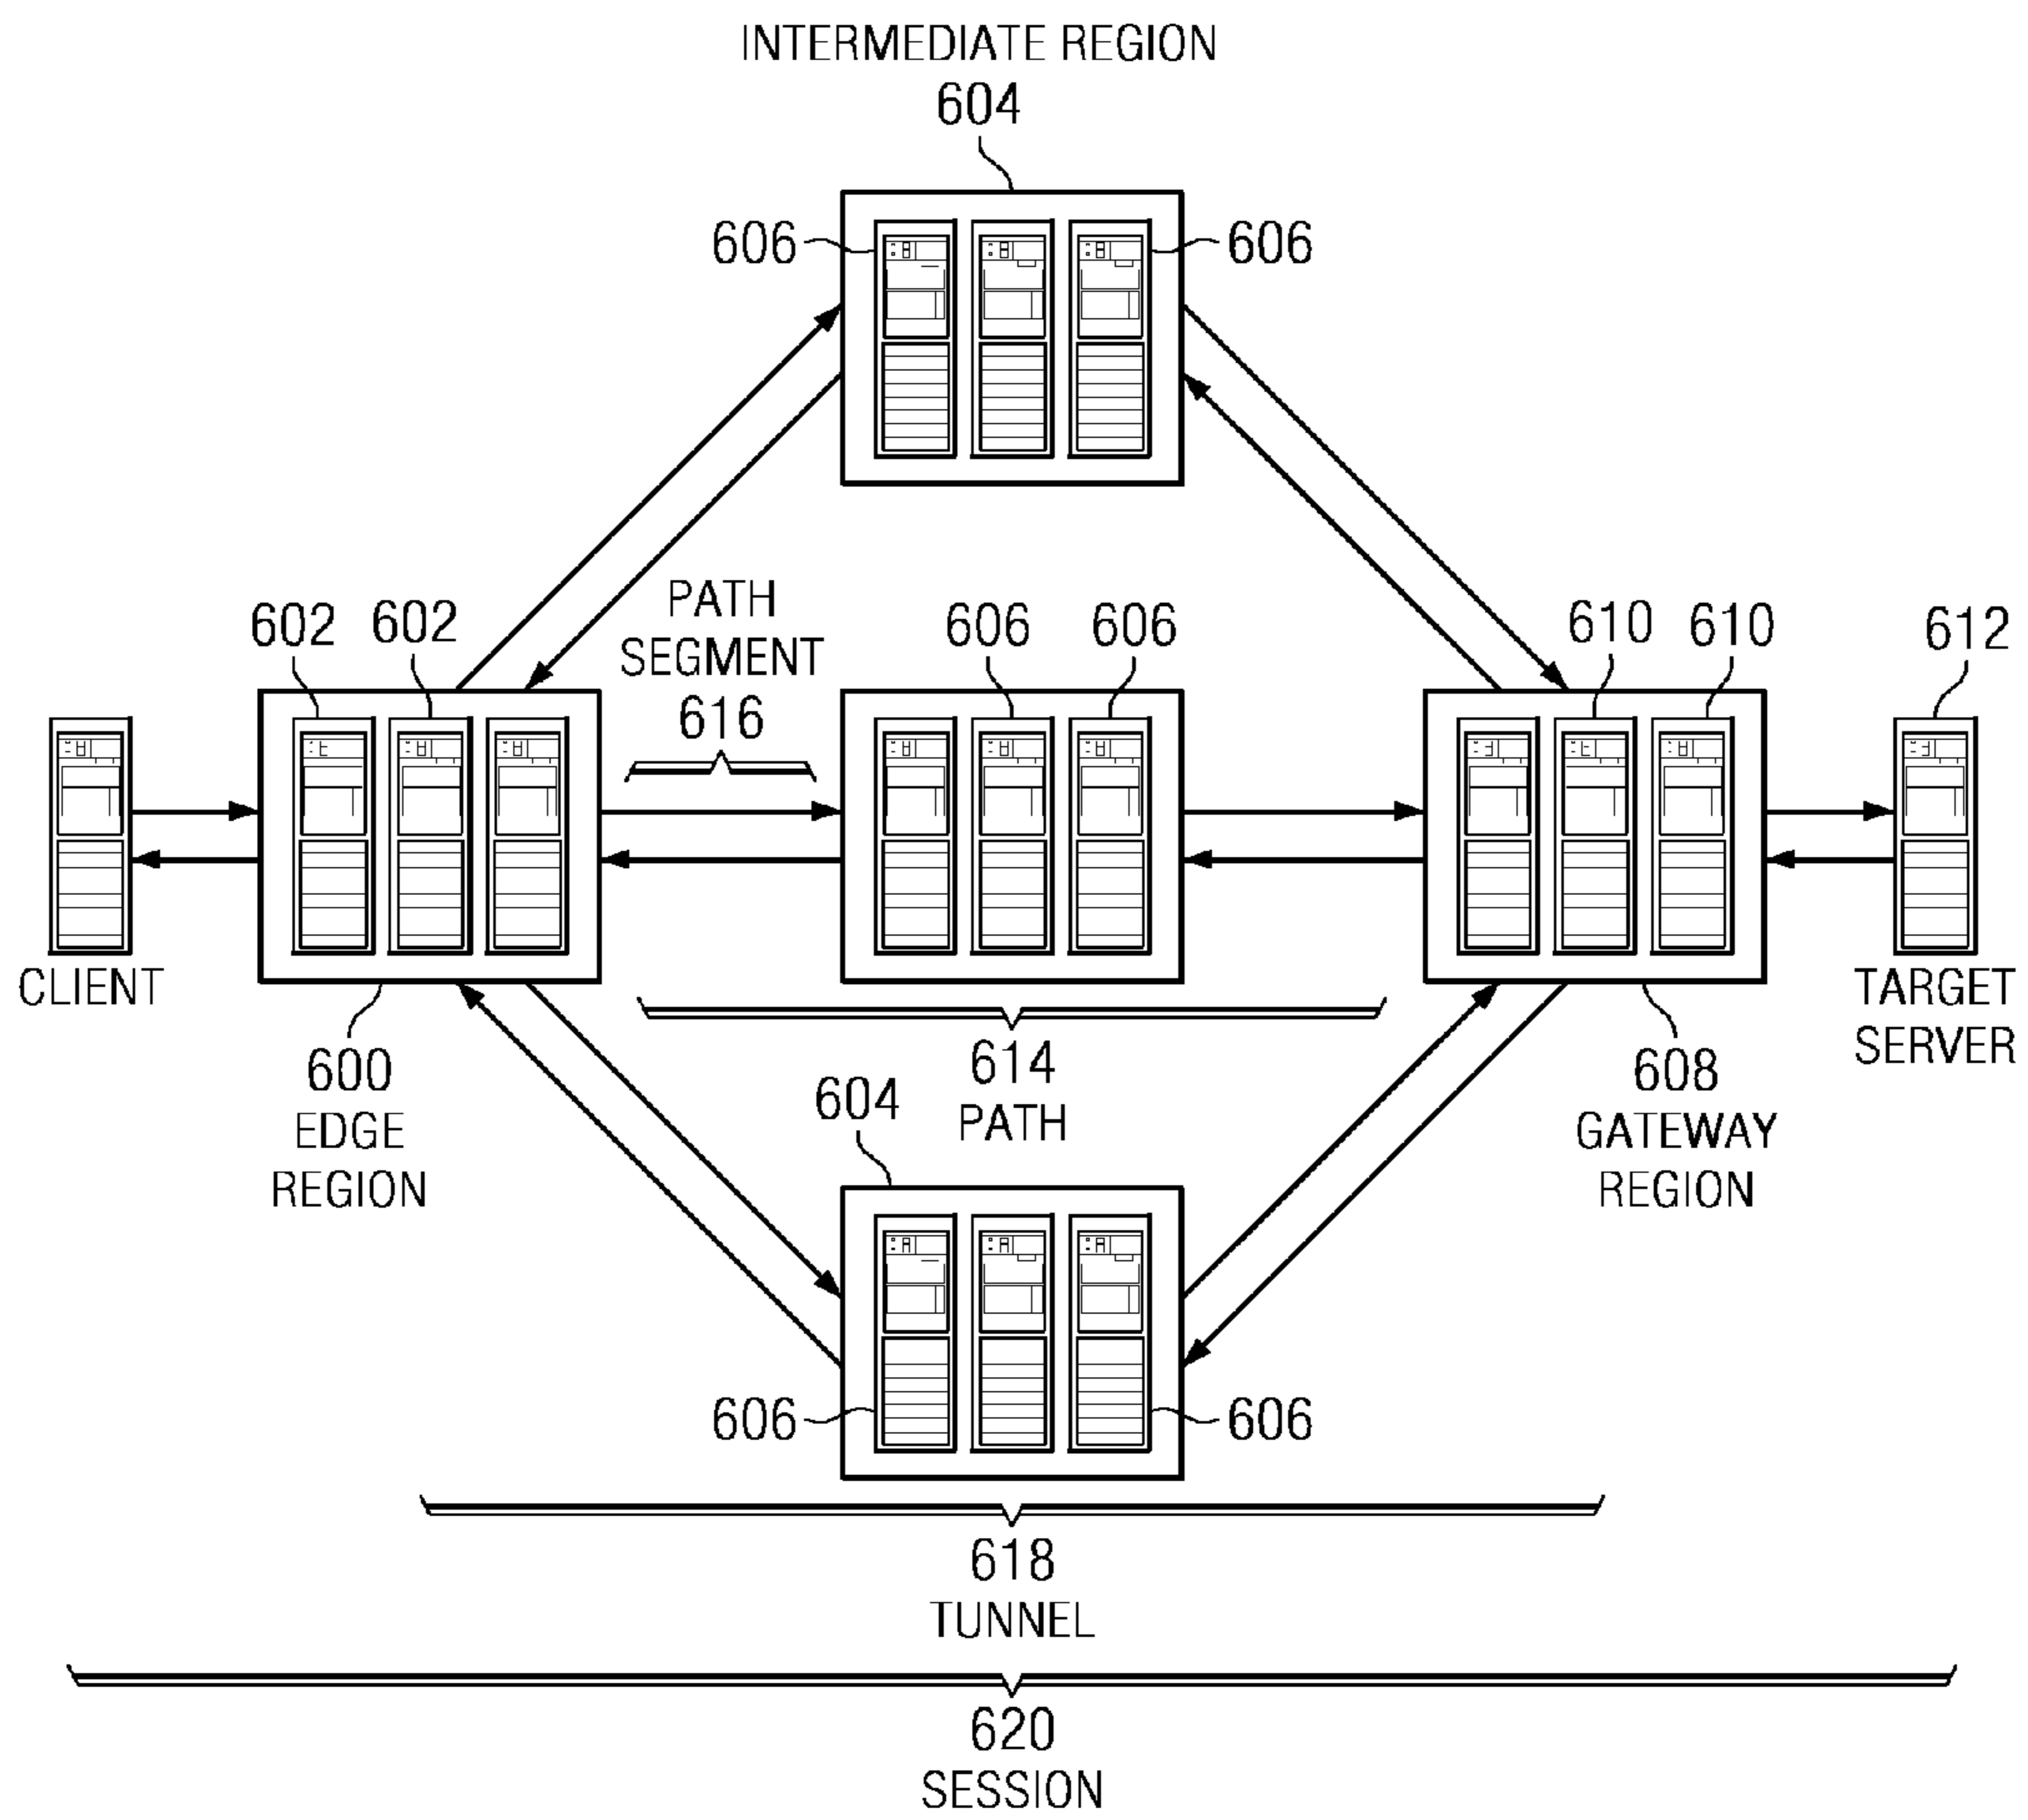 INTERMEDIATE REGION
604
606
606
602
602
PATH
SEGMENT
616
606
606
610
610
612
CLIENT
TARGET
SERVER
600
EDGE
REGION
614
PATH
608
GATEWAY
REGION
604
606
606
618
TUNNEL
620
SESSION